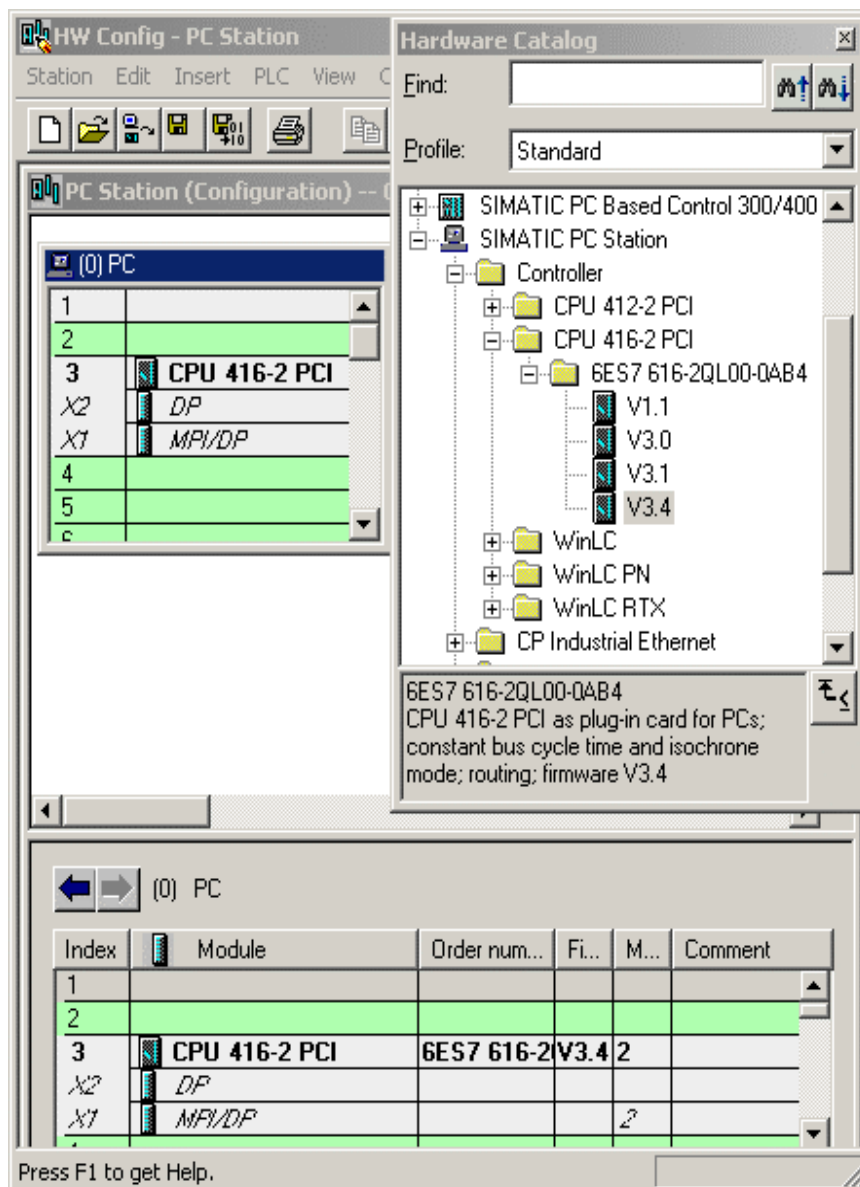 HW Config - PC Station
Station Edit Insert PLC View
PC Station (Configuration) --
(0) PC
1
2
3 CPU 416-2 PCI
X2 DP
X1 MPI/DP
4
5
Hardware Catalog
Find:
Profile: Standard
SIMATIC PC Based Control 300/400
SIMATIC PC Station
Controller
CPU 412-2 PCI
CPU 416-2 PCI
6ES7 616-2QL00-0AB4
V1.1
V3.0
V3.1
V3.4
WinLC
WinLC PN
WinLC RTX
CP Industrial Ethernet
6ES7 616-2QL00-0AB4
CPU 416-2 PCI as plug-in card for PCs;
constant bus cycle time and isochrone
mode; routing; firmware V3.4
(0) PC
Index Module Order num... Fi... M... Comment
1
2
3 CPU 416-2 PCI 6ES7 616-2 V3.4 2
X2 DP
X1 MPI/DP 2
Press F1 to get Help.